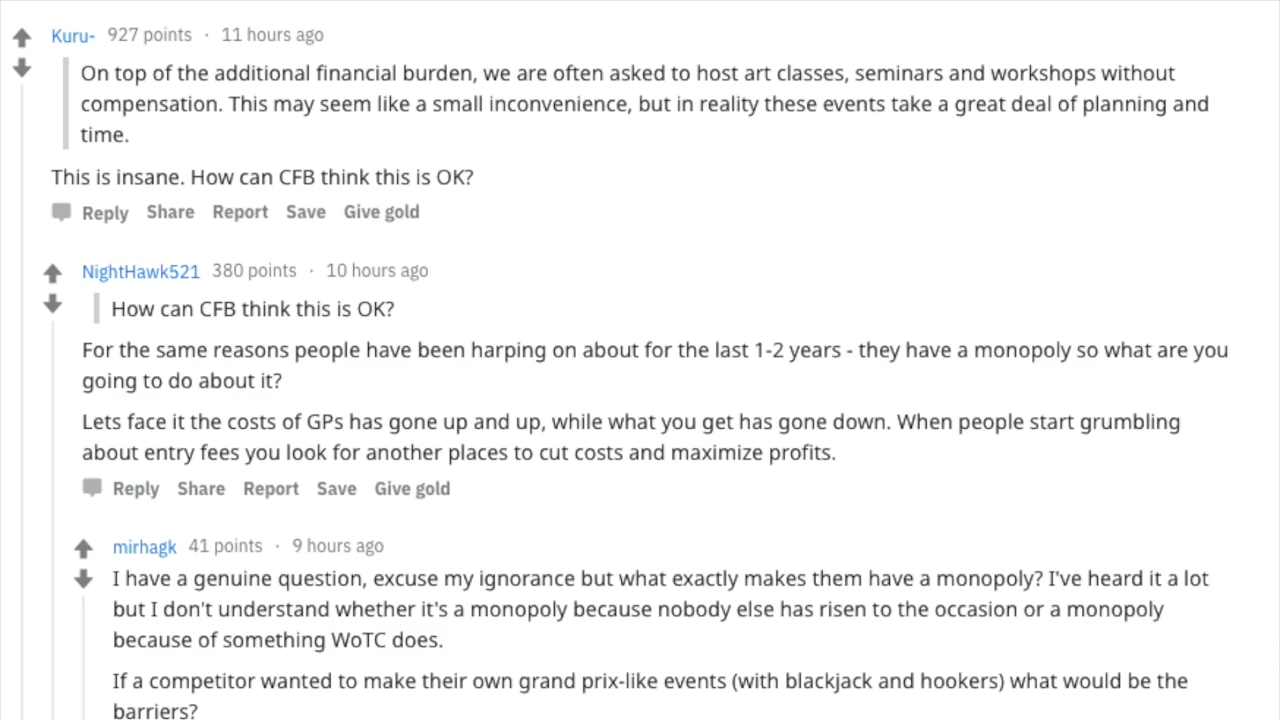 Kuru- 927 points · 11 hours ago
On top of the additional financial burden, we are often asked to host art classes, seminars and workshops without
compensation. This may seem like a small inconvenience, but in reality these events take a great deal of planning and
time.
This is insane. How can CFB think this is OK?
Reply Share Report Save Give gold
NightHawk521 380 points · 10 hours ago
How can CFB think this is OK?
For the same reasons people have been harping on about for the last 1-2 years - they have a monopoly so what are you
going to do about it?
Lets face it the costs of GPs has gone up and up, while what you get has gone down. When people start grumbling
about entry fees you look for another places to cut costs and maximize profits.
Reply Share Report Save Give gold
mirhagk 41 points · 9 hours ago
I have a genuine question, excuse my ignorance but what exactly makes them have a monopoly? I've heard it a lot
but I don't understand whether it's a monopoly because nobody else has risen to the occasion or a monopoly
because of something WoTC does.
If a competitor wanted to make their own grand prix-like events (with blackjack and hookers) what would be the
barriers?